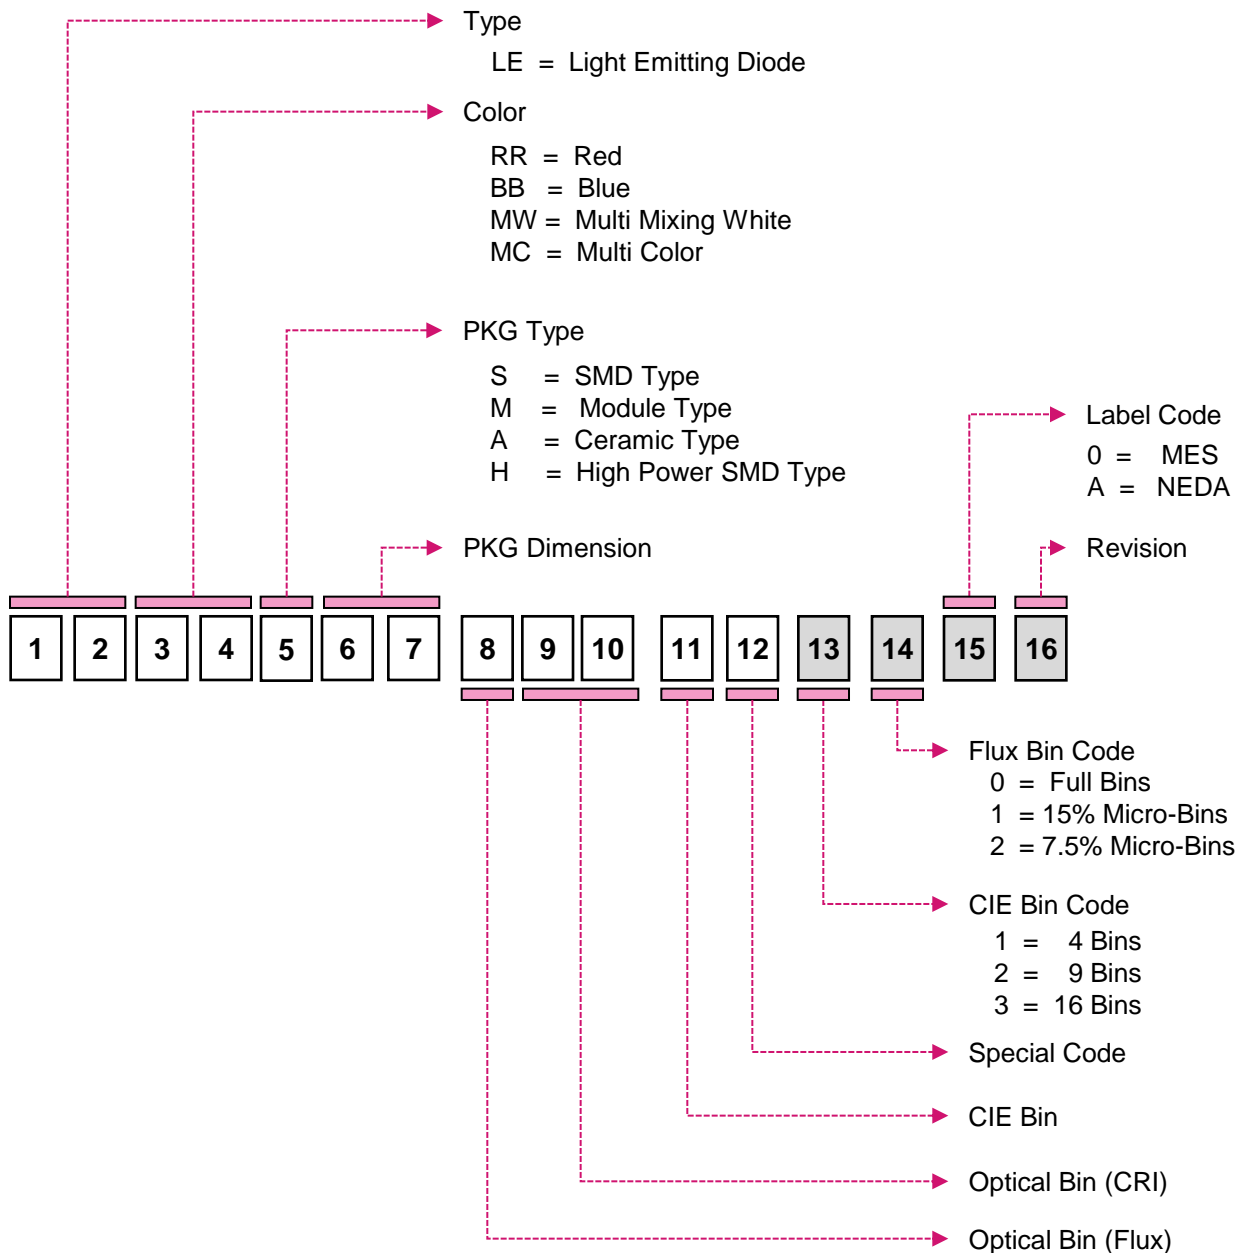 Type
LE = Light Emitting Diode
Color
RR = Red
BB = Blue
MW = Multi Mixing White
MC = Multi Color
PKG Type
S = SMD Type
M = Module Type
A = Ceramic Type
H = High Power SMD Type
Label Code
0 = MES
A = NEDA
PKG Dimension
Revision
1 2 3 4 5 6 7 8 9 10 11 12 13 14 15 16
Flux Bin Code
0 = Full Bins
1 = 15% Micro-Bins
2 = 7.5% Micro-Bins
CIE Bin Code
1 = 4 Bins
2 = 9 Bins
3 = 16 Bins
Special Code
CIE Bin
Optical Bin (CRI)
Optical Bin (Flux)